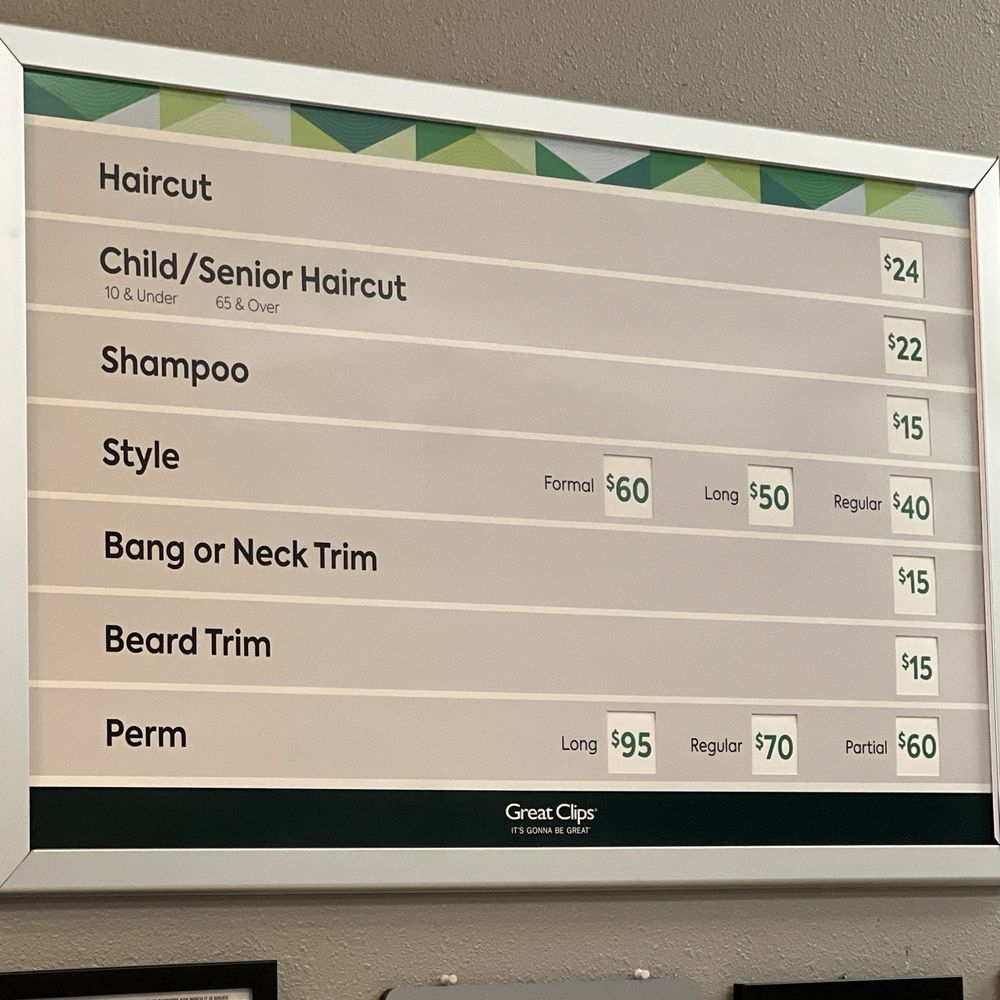 Haircut $24
Child/Senior Haircut $22
10 & Under 65 & Over
Shampoo $15
Style Formal $60 Long $50 Regular $40
Bang or Neck Trim $15
Beard Trim $15
Perm Long $95 Regular $70 Partial $60
Great Clips
IT'S GONNA BE GREAT